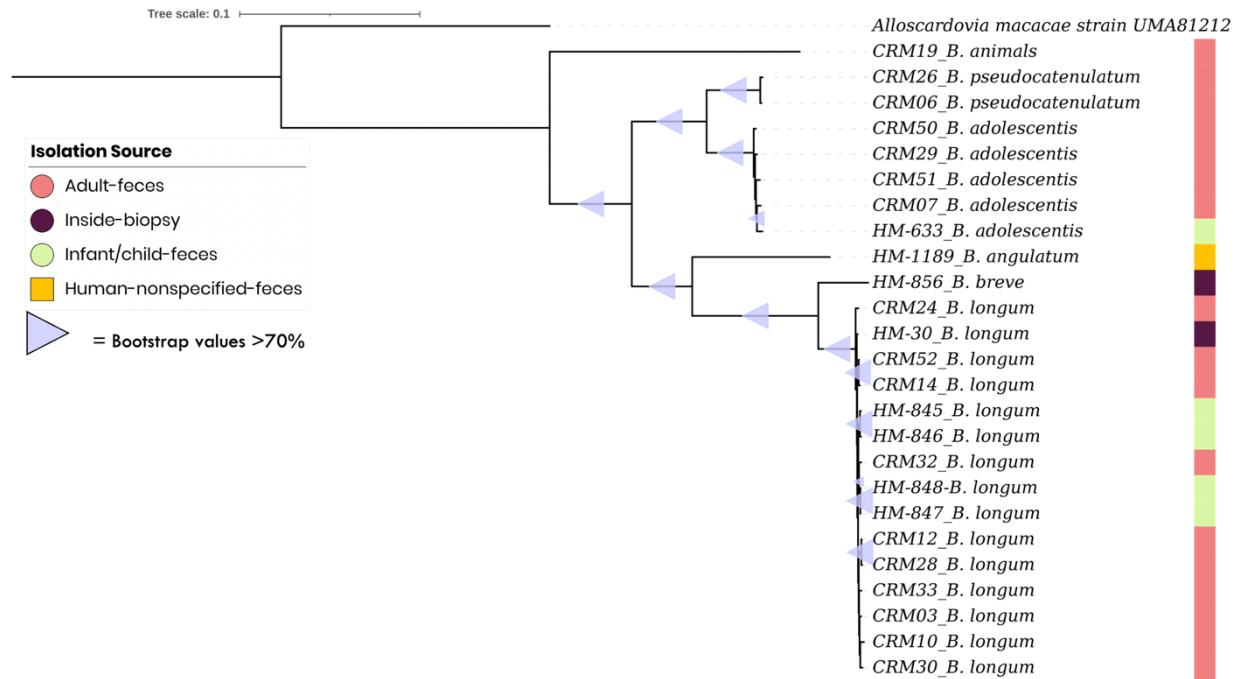 Tree scale: 0.1
Alloscardovia macacae strain UMA81212
CRM19_B. animals
CRM26_B. pseudocatenulatum
CRM06_B. pseudocatenulatum
CRM50_B. adolescentis
CRM29_B. adolescentis
CRM51_B. adolescentis
CRM07_B. adolescentis
HM-633_B. adolescentis
HM-1189_B. angulatum
HM-856_B. breve
CRM24_B. longum
HM-30_B. longum
CRM52_B. longum
CRM14_B. longum
HM-845_B. longum
HM-846_B. longum
CRM32_B. longum
HM-848-B. longum
HM-847_B. longum
CRM12_B. longum
CRM28_B. longum
CRM33_B. longum
CRM03_B. longum
CRM10_B. longum
CRM30_B. longum
Isolation Source
Adult-feces
Inside-biopsy
Infant/child-feces
Human-nonspecified-feces
= Bootstrap values >70%